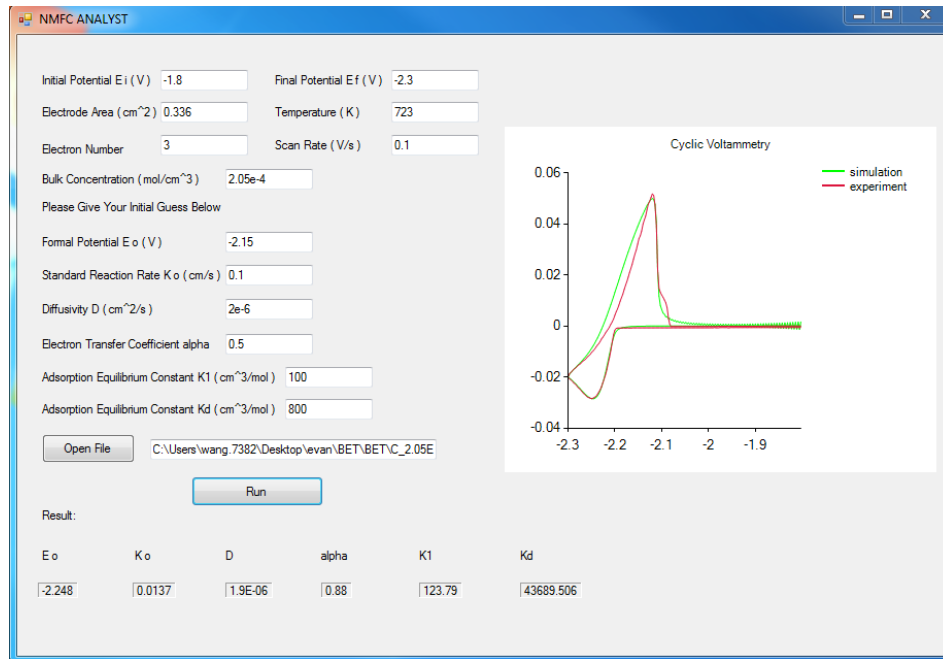 NMFC ANALYST
Initial Potential E i ( V ) -1.8 Final Potential E f ( V ) -2.3
Electrode Area ( cm^2 ) 0.336 Temperature ( K ) 723
Electron Number 3 Scan Rate ( V/s ) 0.1
Bulk Concentration ( mol/cm^3 ) 2.05e-4
Please Give Your Initial Guess Below
Formal Potential E o ( V ) -2.15
Standard Reaction Rate K o ( cm/s ) 0.1
Diffusivity D ( cm^2/s ) 2e-6
Electron Transfer Coefficient alpha 0.5
Adsorption Equilibrium Constant K1 ( cm^3/mol ) 100
Adsorption Equilibrium Constant Kd ( cm^3/mol ) 800
Open File C:\Users\wang.7382\Desktop\evan\BET\BET\C_2.05E
Run
Result:
E o K o D alpha K1 Kd
-2.248 0.0137 1.9E-06 0.88 123.79 43689.506
Cyclic Voltammetry
simulation
experiment
0.06
0.04
0.02
0
-0.02
-0.04
-2.3 -2.2 -2.1 -2 -1.9